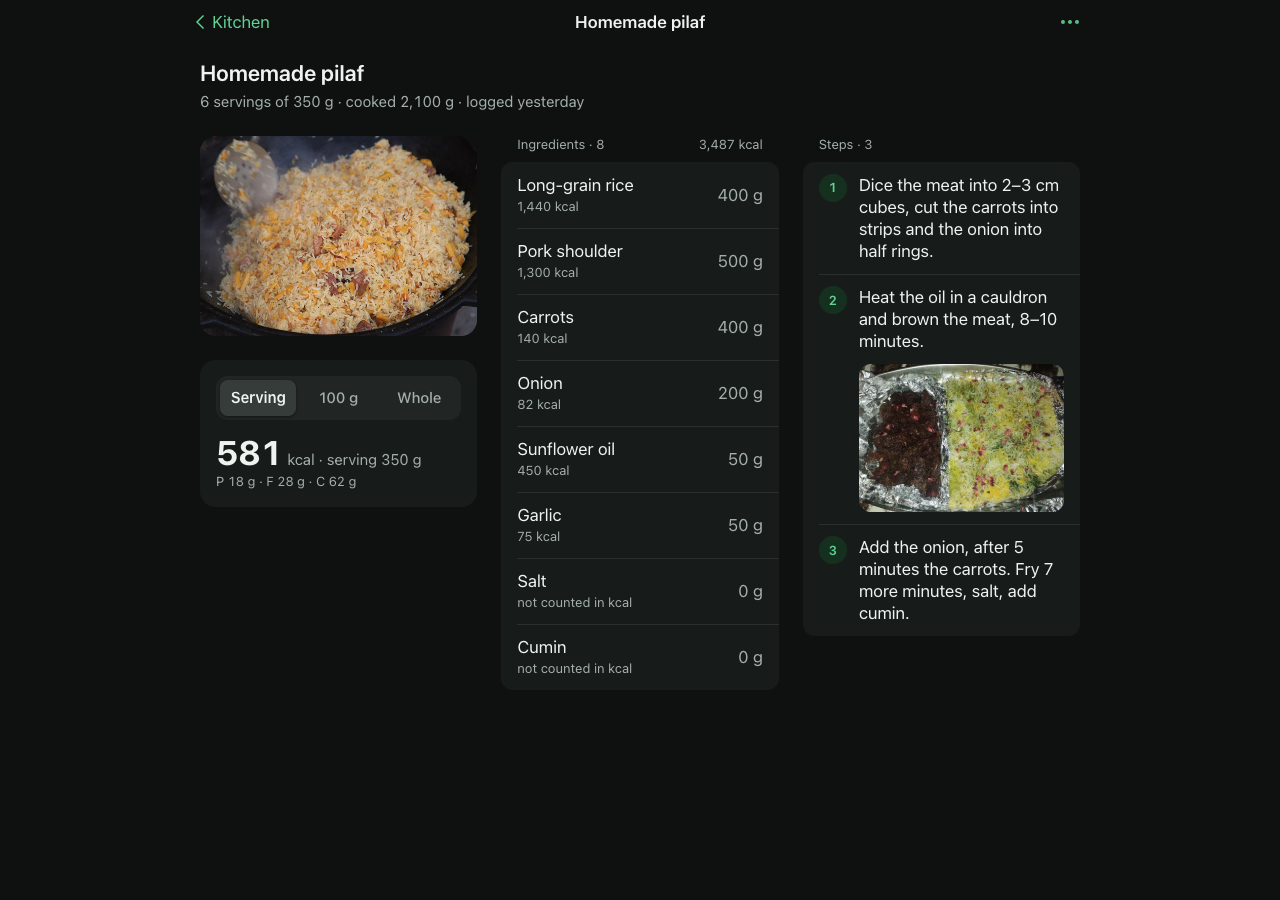 Kitchen
Homemade pilaf
Homemade pilaf
6 servings of 350 g · cooked 2,100 g · logged yesterday
Serving
100 g
Whole
581 kcal · serving 350 g
P 18 g · F 28 g · C 62 g
Ingredients · 8
3,487 kcal
Long-grain rice
1,440 kcal
400 g
Pork shoulder
1,300 kcal
500 g
Carrots
140 kcal
400 g
Onion
82 kcal
200 g
Sunflower oil
450 kcal
50 g
Garlic
75 kcal
50 g
Salt
not counted in kcal
0 g
Cumin
not counted in kcal
0 g
Steps · 3
1
Dice the meat into 2–3 cm
cubes, cut the carrots into
strips and the onion into
half rings.
2
Heat the oil in a cauldron
and brown the meat, 8–10
minutes.
3
Add the onion, after 5
minutes the carrots. Fry 7
more minutes, salt, add
cumin.